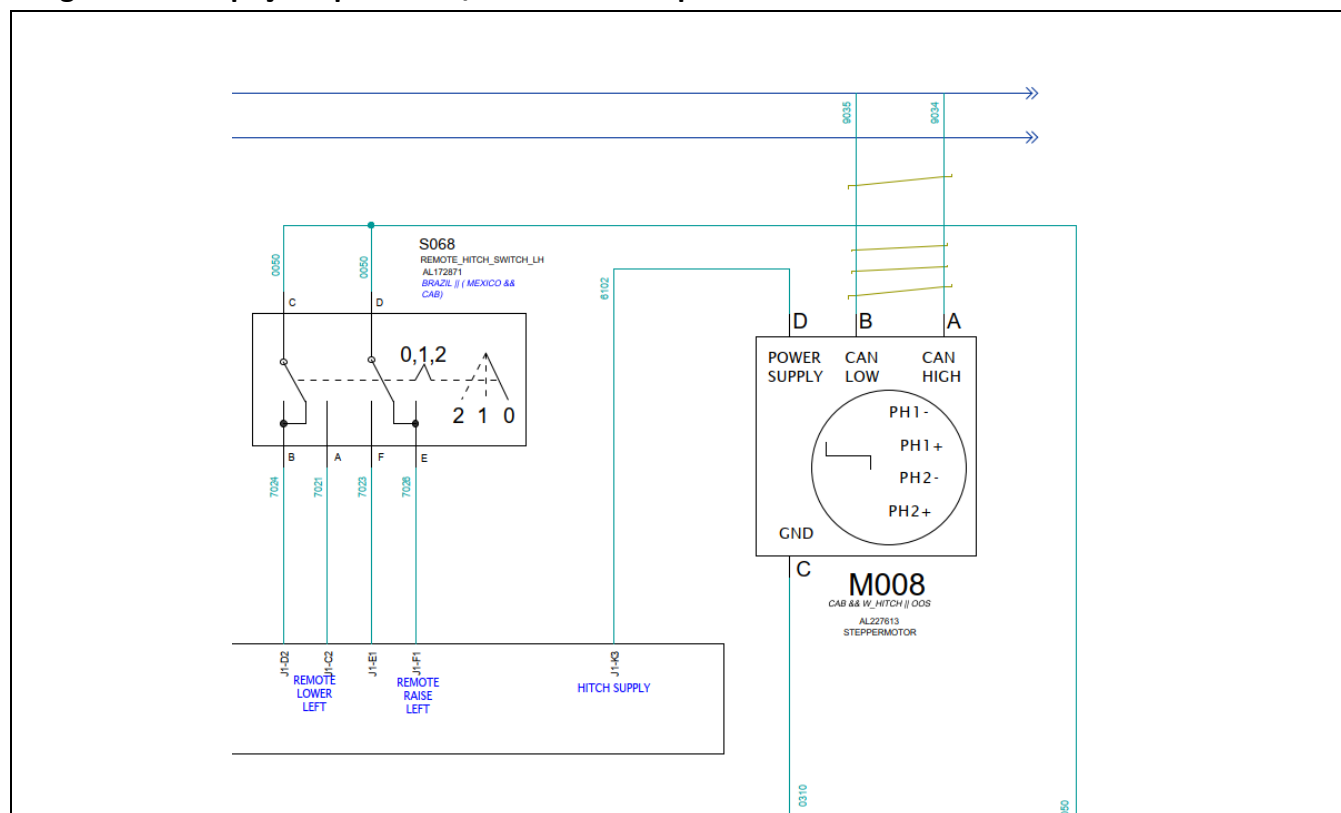 9035
9034
S068
REMOTE_HITCH_SWITCH_LH
AL172871
BRAZIL || ( MEXICO &&
CAB)
0050
0050
6102
C
D
0,1,2
2 1 0
B
A
F
E
7024
7021
7023
7026
D
B
A
POWER
SUPPLY
CAN
LOW
CAN
HIGH
PH1-
PH1+
PH2-
PH2+
GND
C
M008
CAB && W_HITCH || OOS
AL227613
STEPPERMOTOR
J1-D2
J1-C2
J1-E1
J1-F1
J1-K3
REMOTE
LOWER
LEFT
REMOTE
RAISE
LEFT
HITCH SUPPLY
0310